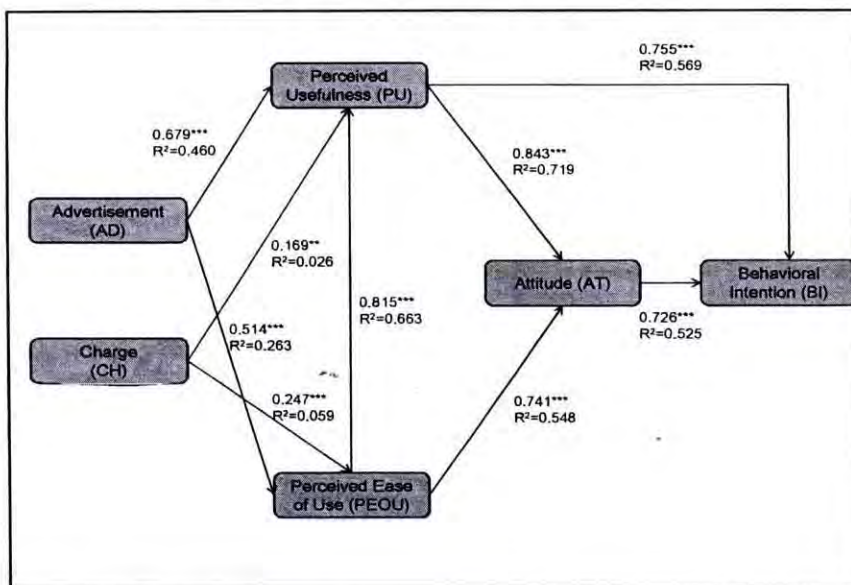 Perceived
Usefulness (PU)
0.755***
R²=0.569
0.679***
R²=0.460
0.843***
R²=0.719
Advertisement
(AD)
0.169**
R²=0.026
0.815***
R²=0.663
Attitude (AT)
Behavioral
Intention (BI)
0.726***
R²=0.525
0.514***
R²=0.263
Charge
(CH)
0.247***
R²=0.059
0.741***
R²=0.548
Perceived Ease
of Use (PEOU)